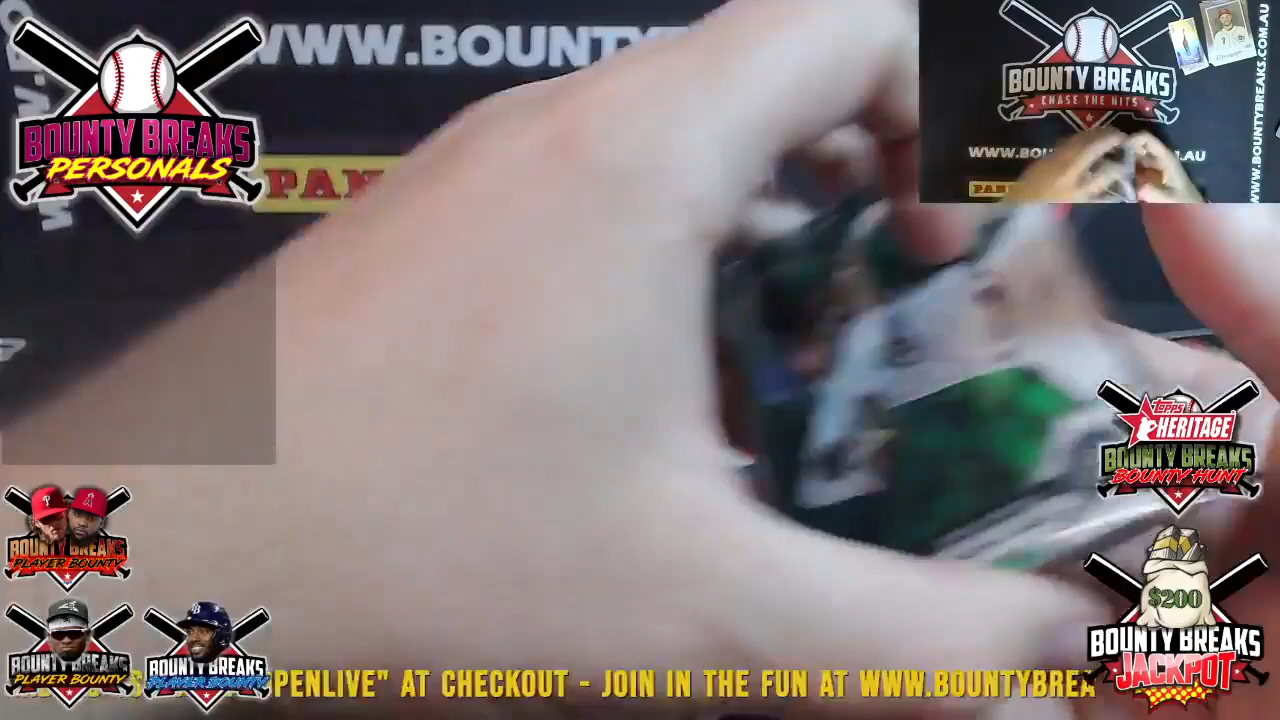 WWW.BOUNTY
BOUNTY BREAKS
PERSONALS
PAN
BOUNTY BREAKS
CHASE THE HITS
WWW.BOU
.AU
PANI
WWW.BOUNTYBREAKS.COM.AU
TOPPS
HERITAGE
BOUNTY BREAKS
BOUNTY HUNT
BOUNTY BREAKS
PLAYER BOUNTY
BOUNTY BREAKS
PLAYER BOUNTY
BOUNTY BREAKS
PLAYER BOUNTY
$200
BOUNTY BREAKS
JACKPOT
PENLIVE" AT CHECKOUT - JOIN IN THE FUN AT WWW.BOUNTYBREA